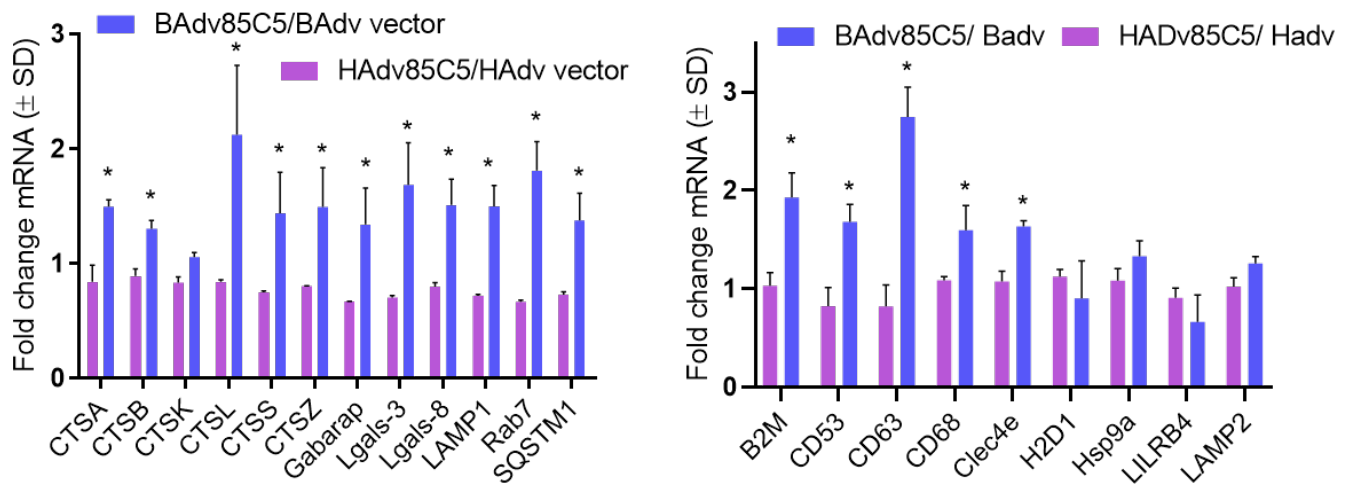 BAdv85C5/BAdv vector
HAdv85C5/HAdv vector
Fold change mRNA (± SD)
3
2
1
0
CTSA
CTSB
CTSK
CTSL
CTSS
CTSZ
Gabarap
Lgals-3
Lgals-8
LAMP1
Rab7
SQSTM1
* * * * * * * * * * *
BAdv85C5/ Badv
HADv85C5/ Hadv
Fold change mRNA (± SD)
3
2
1
0
B2M
CD53
CD63
CD68
Clec4e
H2D1
Hsp9a
LILRB4
LAMP2
* * * * *